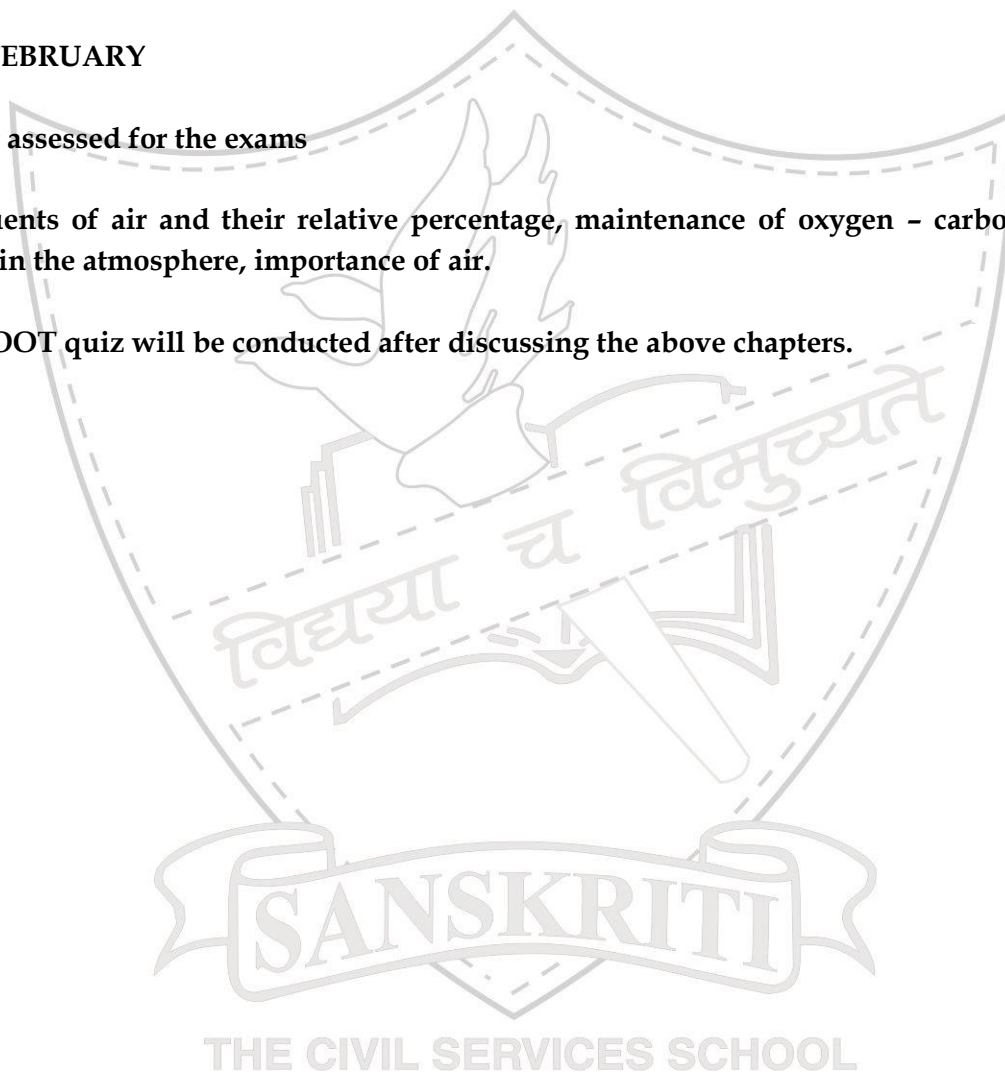 EBRUARY
assessed for the exams
uents of air and their relative percentage, maintenance of oxygen – carbo
in the atmosphere, importance of air.
OOT quiz will be conducted after discussing the above chapters.
विद्यया च विमुच्यते
SANSKRITI
THE CIVIL SERVICES SCHOOL